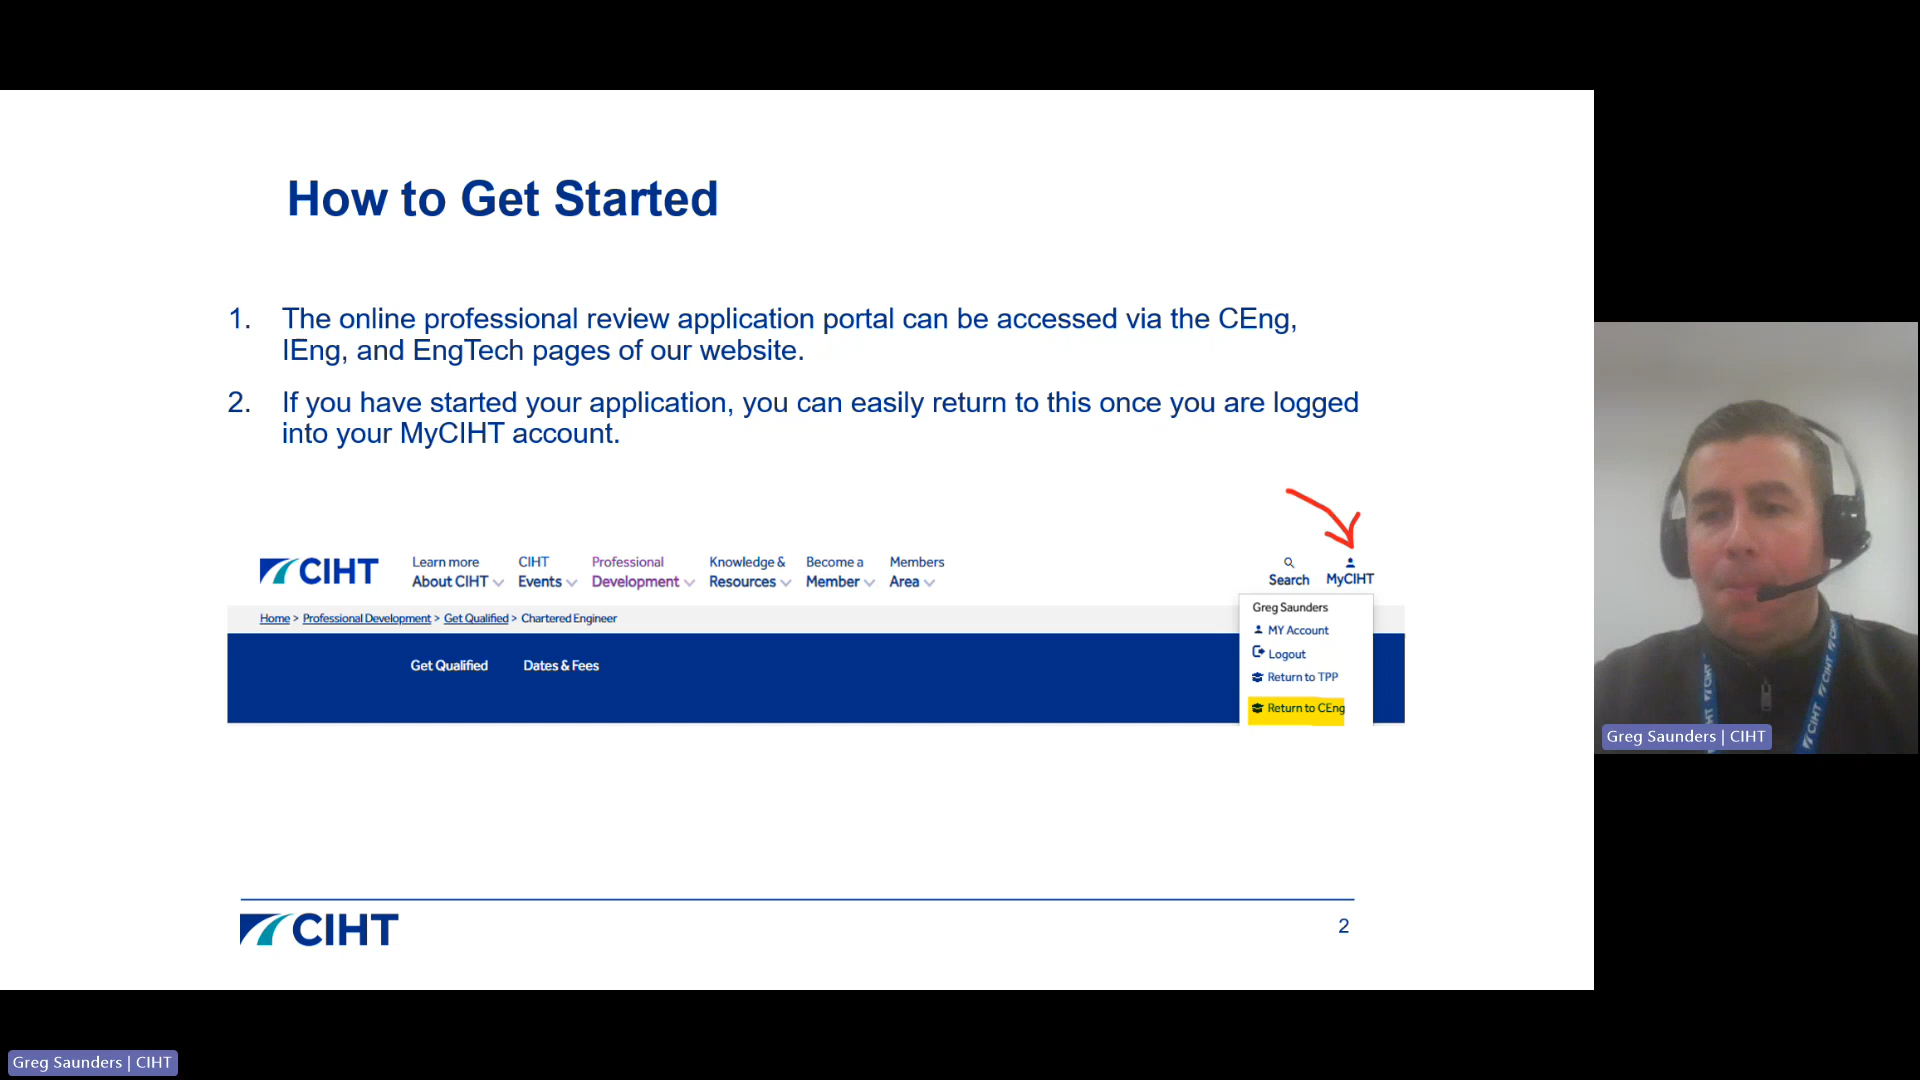 How to Get Started
1. The online professional review application portal can be accessed via the CEng,
IEng, and EngTech pages of our website.
2. If you have started your application, you can easily return to this once you are logged
into your MyCIHT account.
CIHT
Learn more
About CIHT
CIHT
Events
Professional
Development
Knowledge &
Resources
Become a
Member
Members
Area
Search
MyCIHT
Home > Professional Development > Get Qualified > Chartered Engineer
Get Qualified
Dates & Fees
Greg Saunders
MY Account
Logout
Return to TPP
Return to CEng
CIHT
2
CIHT
CIHT
CIHT
Greg Saunders | CIHT
Greg Saunders | CIHT